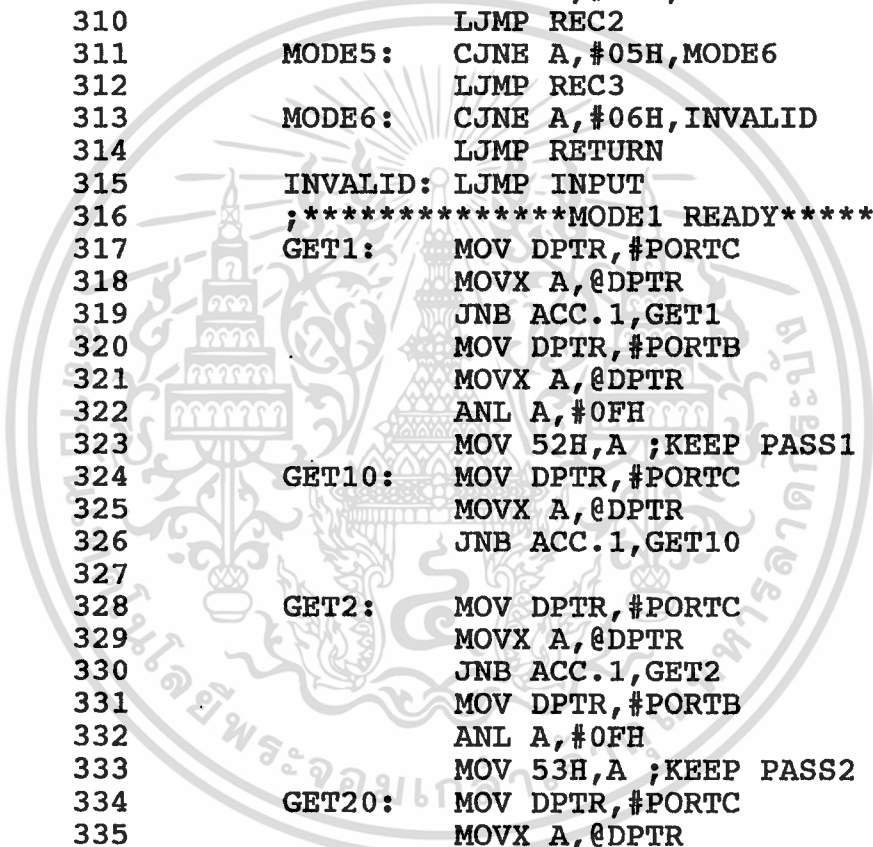 310 LJMP REC2
311 MODE5: CJNE A,#05H,MODE6
312 LJMP REC3
313 MODE6: CJNE A,#06H,INVALID
314 LJMP RETURN
315 INVALID: LJMP INPUT
316 ;**************MODE1 READY*****
317 GET1: MOV DPTR,#PORTC
318 MOVX A,@DPTR
319 JNB ACC.1,GET1
320 MOV DPTR,#PORTB
321 MOVX A,@DPTR
322 ANL A,#0FH
323 MOV 52H,A ;KEEP PASS1
324 GET10: MOV DPTR,#PORTC
325 MOVX A,@DPTR
326 JNB ACC.1,GET10
327
328 GET2: MOV DPTR,#PORTC
329 MOVX A,@DPTR
330 JNB ACC.1,GET2
331 MOV DPTR,#PORTB
332 ANL A,#0FH
333 MOV 53H,A ;KEEP PASS2
334 GET20: MOV DPTR,#PORTC
335 MOVX A,@DPTR